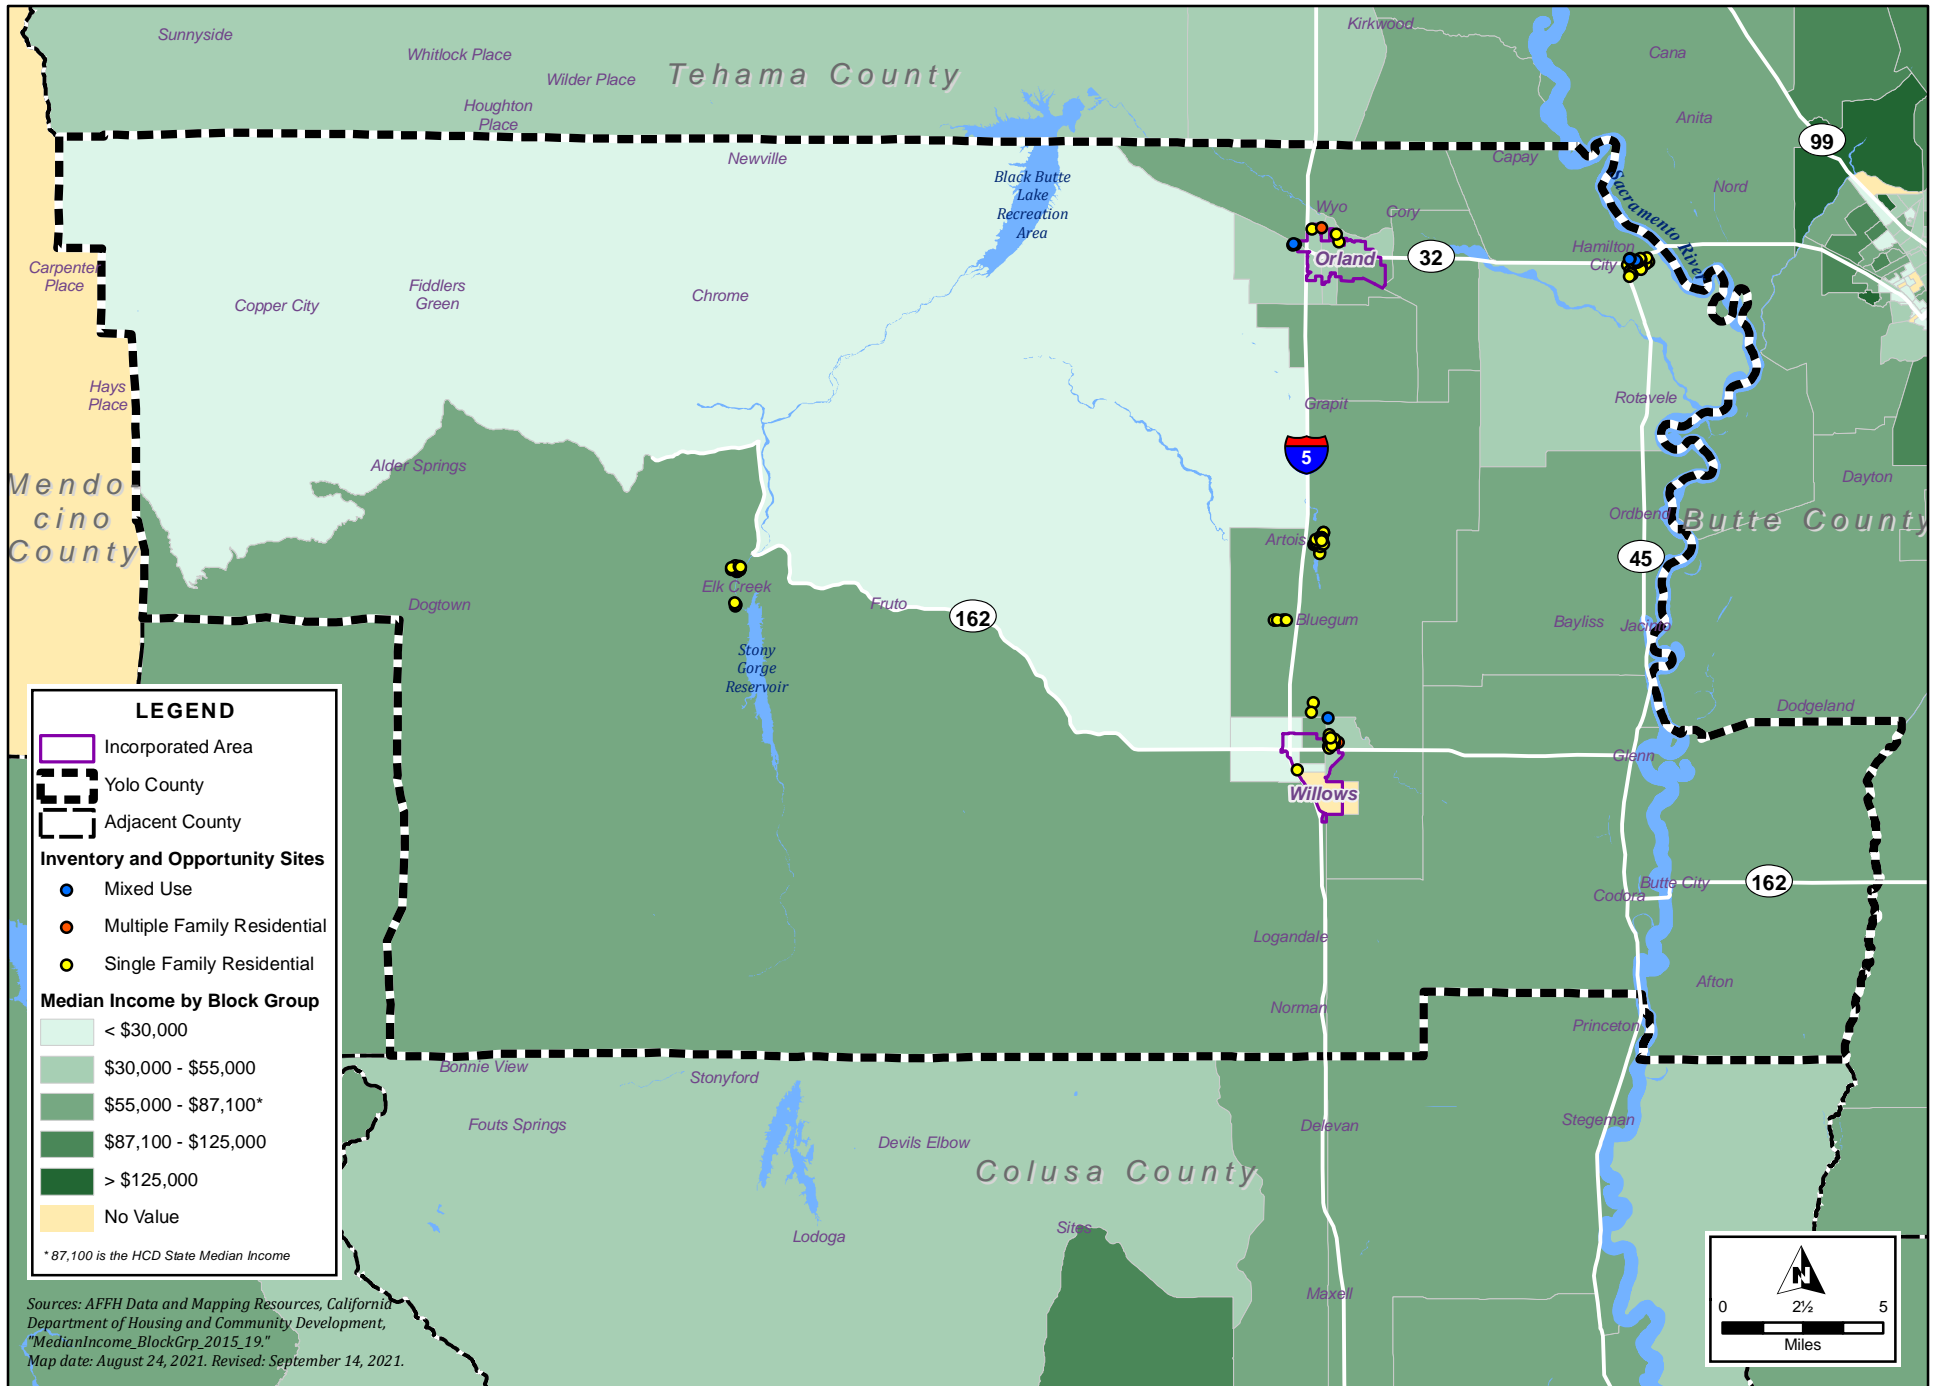 Sunnyside
Whitlock Place
Wilder Place
Houghton
Place
Tehama County
Kirkwood
Cana
Anita
99
Newville
Capay
Nord
Black Butte
Lake
Recreation
Area
Wyo
Cory
Sacramento River
Orland
32
Hamilton
City
Carpenter
Place
Copper City
Fiddlers
Green
Chrome
Hays
Place
Grapit
Rotavele
5
Alder Springs
Dayton
Mendo
cino
County
Ordbend
Butte County
Artois
45
Elk Creek
Dogtown
Fruto
162
Bluegum
Bayliss
Jacinto
Stony
Gorge
Reservoir
Dodgeland
Glenn
Willows
Butte City
162
Codora
Logandale
Afton
Norman
Princeton
Bonnie View
Stonyford
Fouts Springs
Devils Elbow
Delevan
Stegeman
Colusa County
Sites
Lodoga
Maxwell
LEGEND
Incorporated Area
Yolo County
Adjacent County
Inventory and Opportunity Sites
Mixed Use
Multiple Family Residential
Single Family Residential
Median Income by Block Group
< $30,000
$30,000 - $55,000
$55,000 - $87,100*
$87,100 - $125,000
> $125,000
No Value
* 87,100 is the HCD State Median Income
Sources: AFFH Data and Mapping Resources, California
Department of Housing and Community Development,
"MedianIncome_BlockGrp_2015_19."
Map date: August 24, 2021. Revised: September 14, 2021.
N
0 2½ 5
Miles